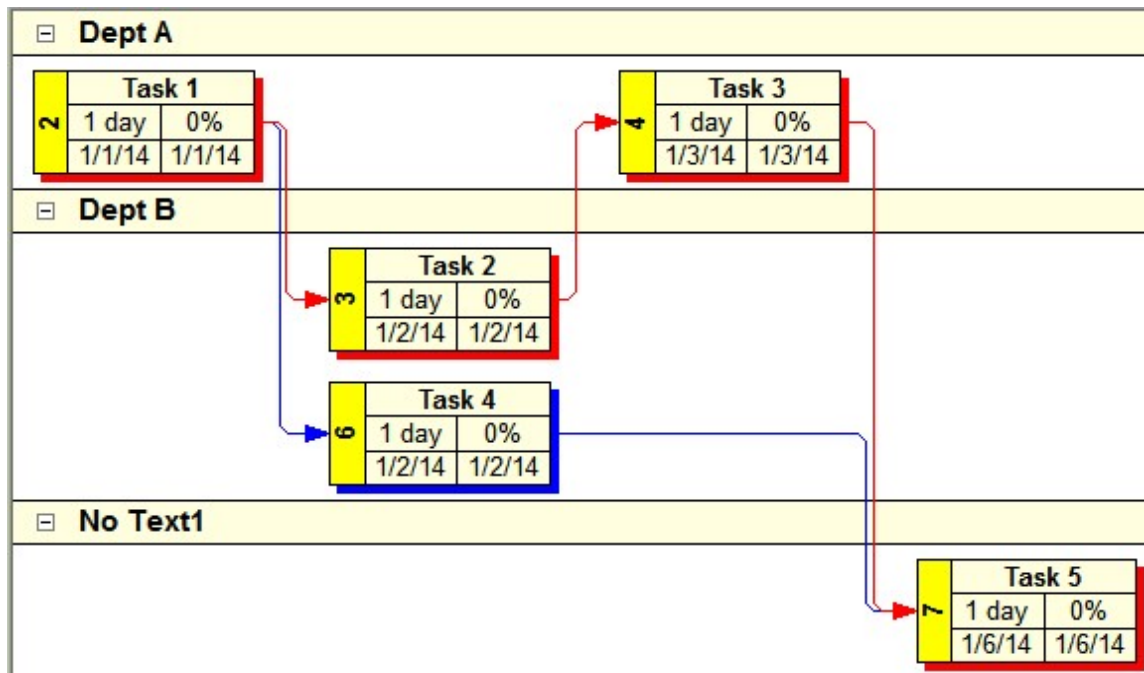 Dept A
2
Task 1
1 day 0%
1/1/14 1/1/14
4
Task 3
1 day 0%
1/3/14 1/3/14
Dept B
3
Task 2
1 day 0%
1/2/14 1/2/14
6
Task 4
1 day 0%
1/2/14 1/2/14
No Text1
7
Task 5
1 day 0%
1/6/14 1/6/14